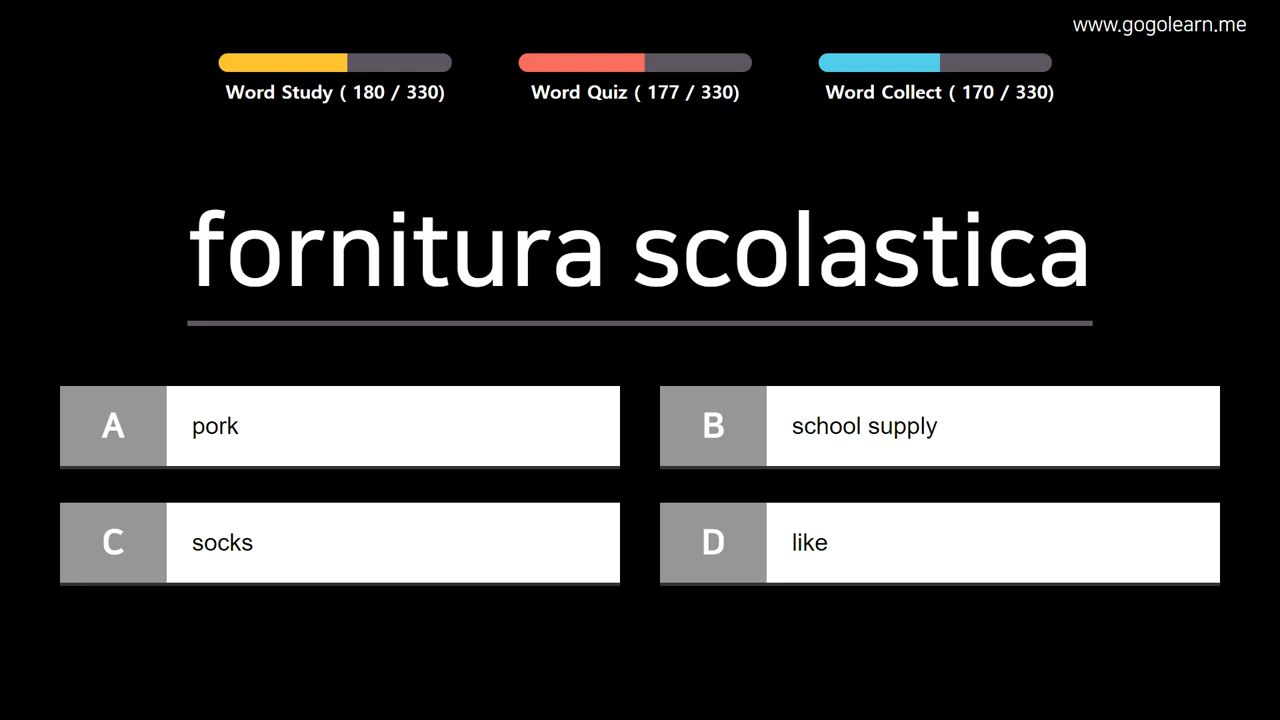 www.gogolearn.me
Word Study ( 180 / 330)
Word Quiz ( 177 / 330)
Word Collect ( 170 / 330)
fornitura scolastica
A pork
B school supply
C socks
D like